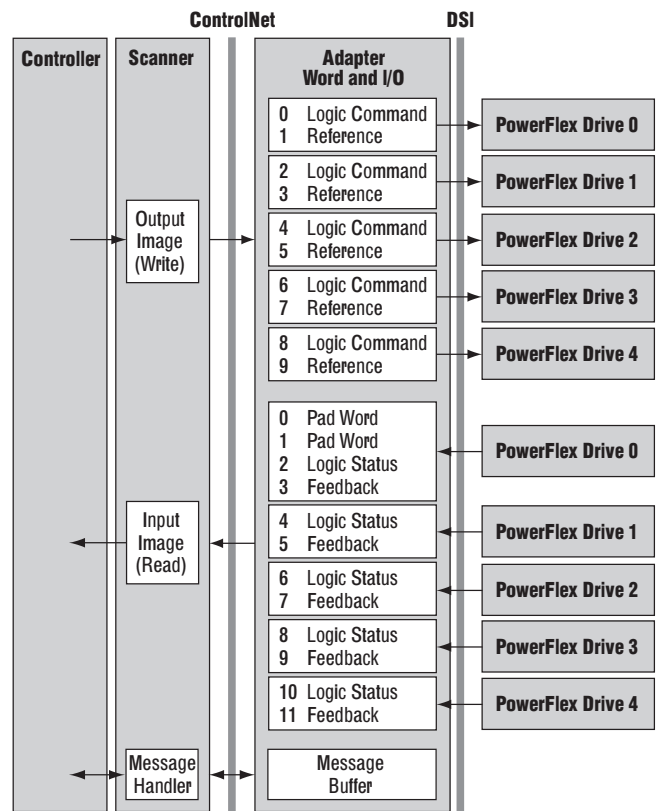 ControlNet
DSI
Controller
Scanner
Adapter
Word and I/O
0 Logic Command
1 Reference
PowerFlex Drive 0
2 Logic Command
3 Reference
PowerFlex Drive 1
Output
Image
(Write)
4 Logic Command
5 Reference
PowerFlex Drive 2
6 Logic Command
7 Reference
PowerFlex Drive 3
8 Logic Command
9 Reference
PowerFlex Drive 4
0 Pad Word
1 Pad Word
2 Logic Status
3 Feedback
PowerFlex Drive 0
Input
Image
(Read)
4 Logic Status
5 Feedback
PowerFlex Drive 1
6 Logic Status
7 Feedback
PowerFlex Drive 2
8 Logic Status
9 Feedback
PowerFlex Drive 3
10 Logic Status
11 Feedback
PowerFlex Drive 4
Message
Handler
Message
Buffer